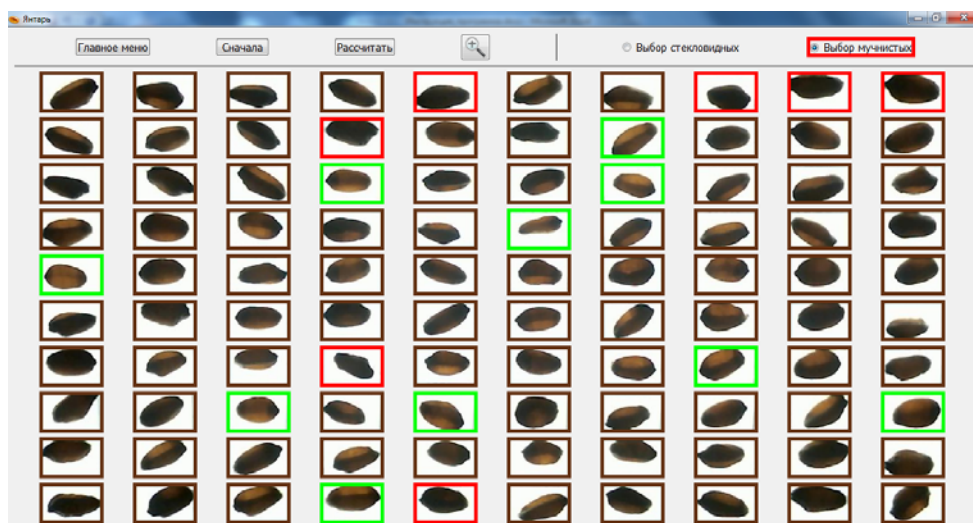 Янтарь
Главное меню
Сначала
Рассчитать
Выбор стекловидных
Выбор мучнистых